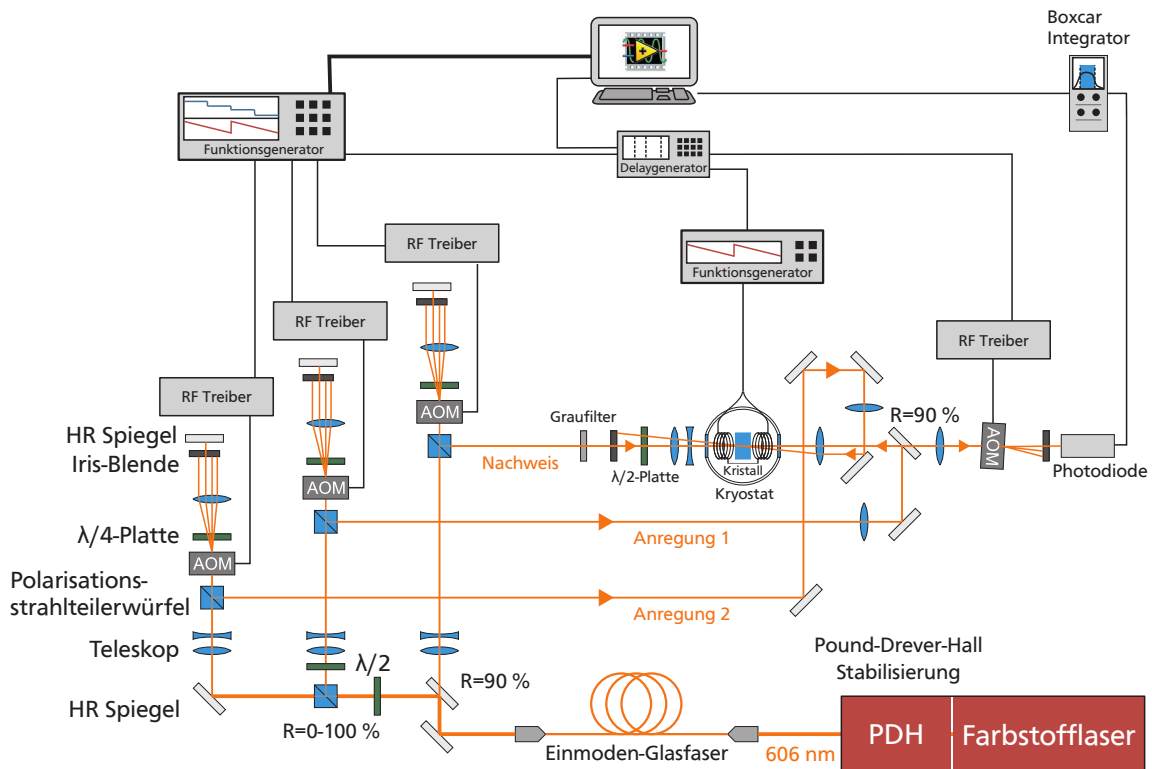 Boxcar
Integrator
Funktionsgenerator
Delaygenerator
RF Treiber
Funktionsgenerator
RF Treiber
RF Treiber
RF Treiber
AOM
Graufilter
R=90 %
HR Spiegel
Iris-Blende
Nachweis
λ/2-Platte
Kristall
Kryostat
AOM
Photodiode
AOM
λ/4-Platte
Anregung 1
AOM
Polarisations-
strahlteilerwürfel
Anregung 2
Teleskop
λ/2
R=90 %
Pound-Drever-Hall
Stabilisierung
HR Spiegel
R=0-100 %
Einmoden-Glasfaser
606 nm
PDH
Farbstofflaser